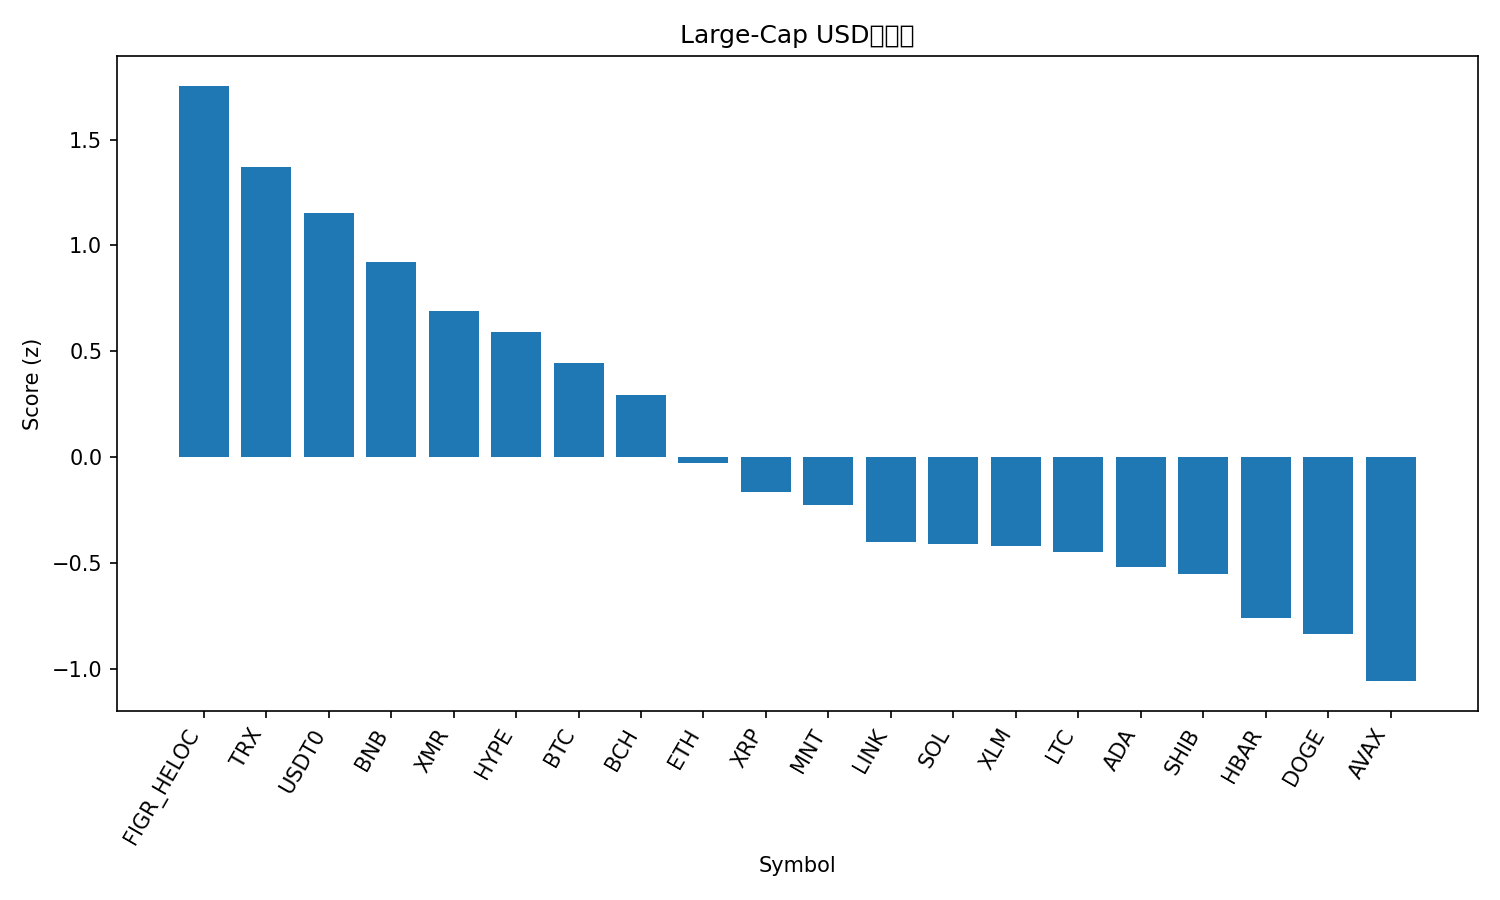 Large-Cap USD
Score (z)
1.5
1.0
0.5
0.0
−0.5
−1.0
FIGR_HELOC
TRX
USDT0
BNB
XMR
HYPE
BTC
BCH
ETH
XRP
MNT
LINK
SOL
XLM
LTC
ADA
SHIB
HBAR
DOGE
AVAX
Symbol